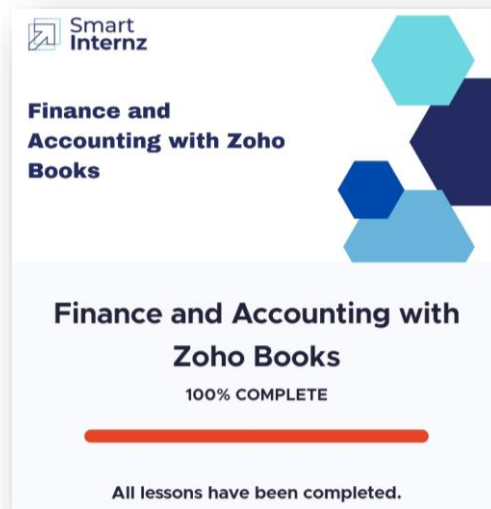 Smart
Internz
Finance and
Accounting with Zoho
Books
Finance and Accounting with
Zoho Books
100% COMPLETE
All lessons have been completed.